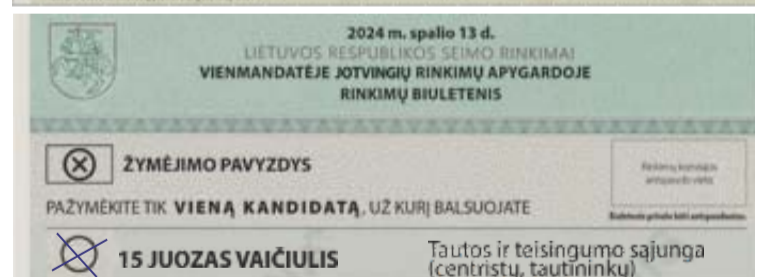 2024 m. spalio 13 d.
LIETUVOS RESPUBLIKOS SEIMO RINKIMAI
VIENMANDATĖJE JOTVINGIŲ RINKIMŲ APYGARDOJE
RINKIMŲ BIULETENIS
ŽYMĖJIMO PAVYZDYS
PAŽYMĖKITE TIK VIENĄ KANDIDATĄ, UŽ KURĮ BALSUOJATE
15 JUOZAS VAIČIULIS
Tautos ir teisingumo sąjunga
(centristų, tautininkų)